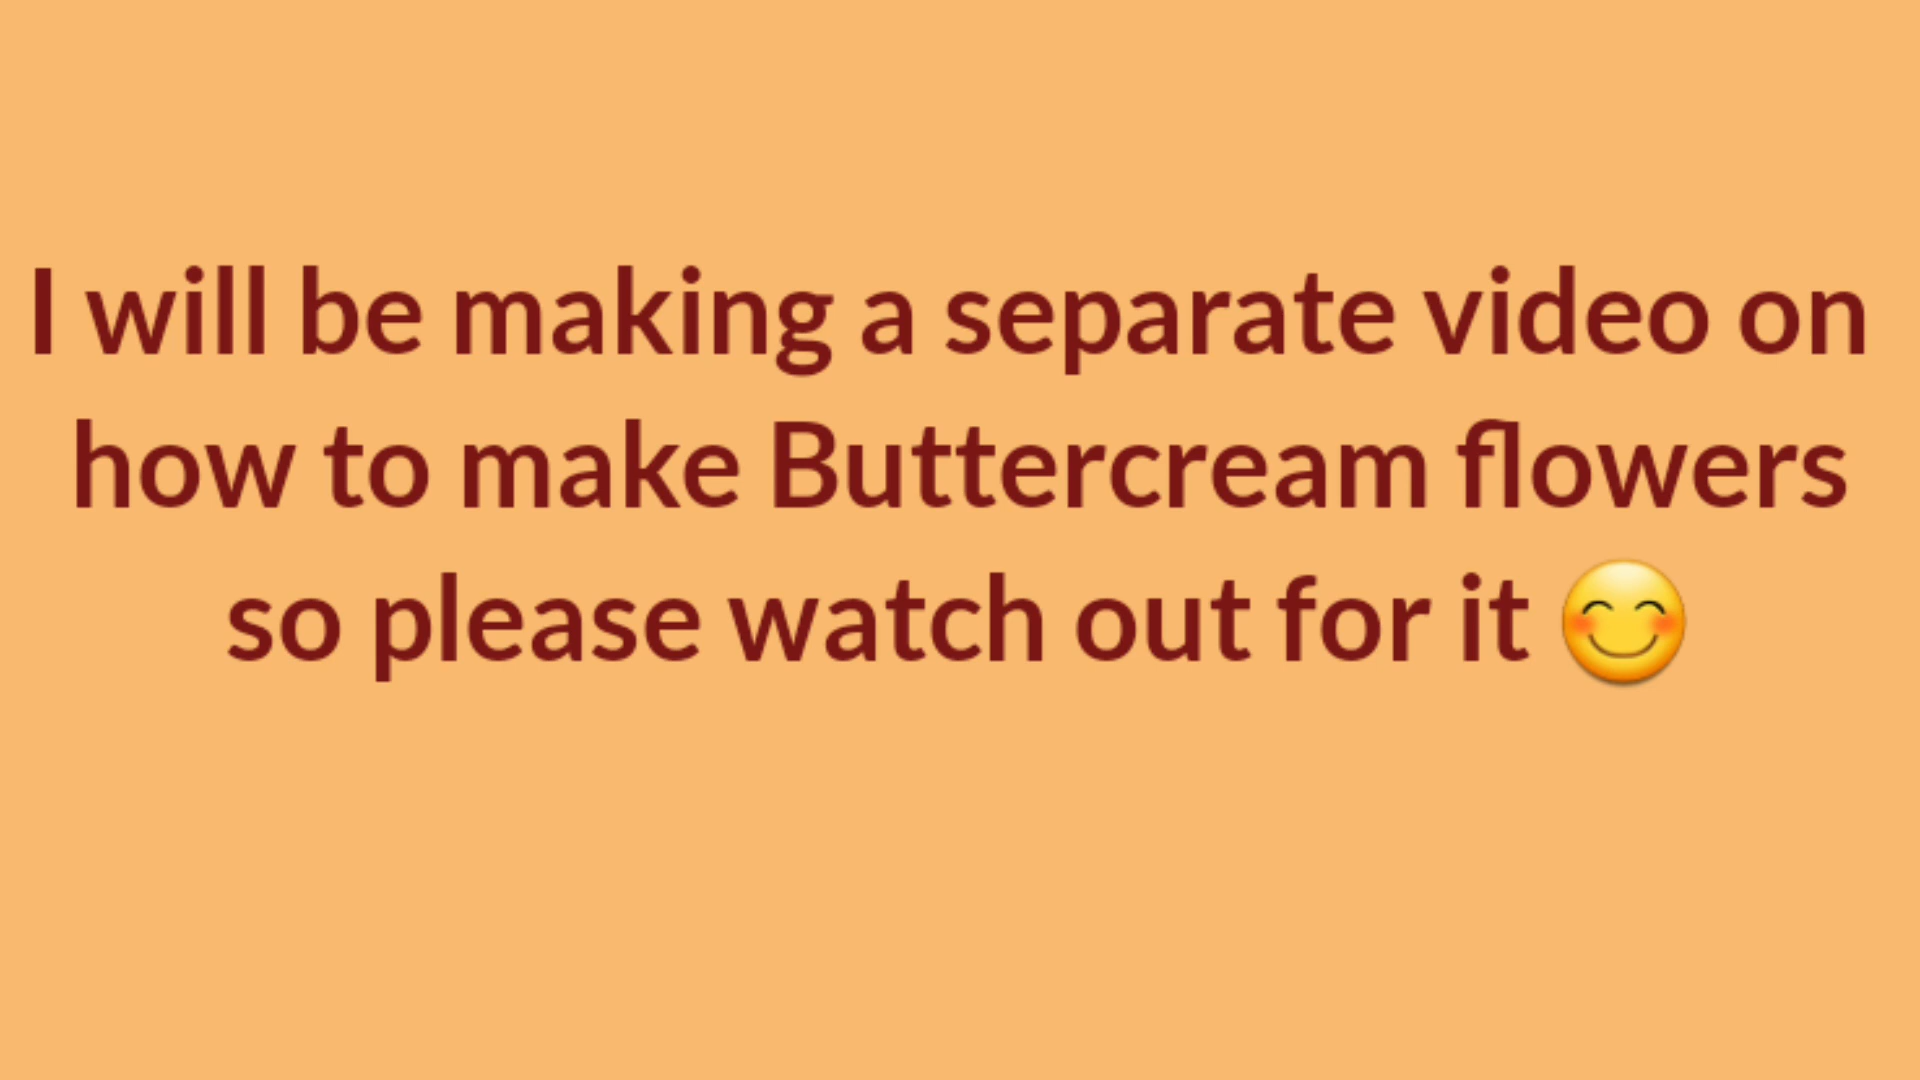 I will be making a separate video on
how to make Buttercream flowers
so please watch out for it 😊